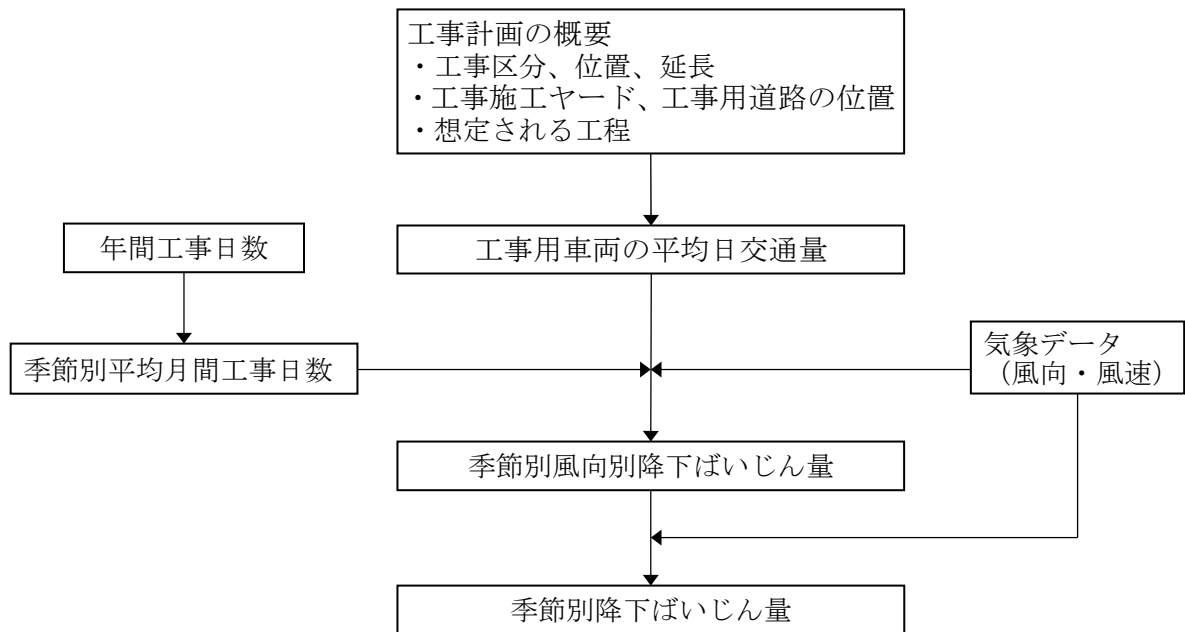 工事計画の概要
・工事区分、位置、延長
・工事施工ヤード、工事用道路の位置
・想定される工程
年間工事日数
工事用車両の平均日交通量
季節別平均月間工事日数
気象データ
（風向・風速）
季節別風向別降下ばいじん量
季節別降下ばいじん量